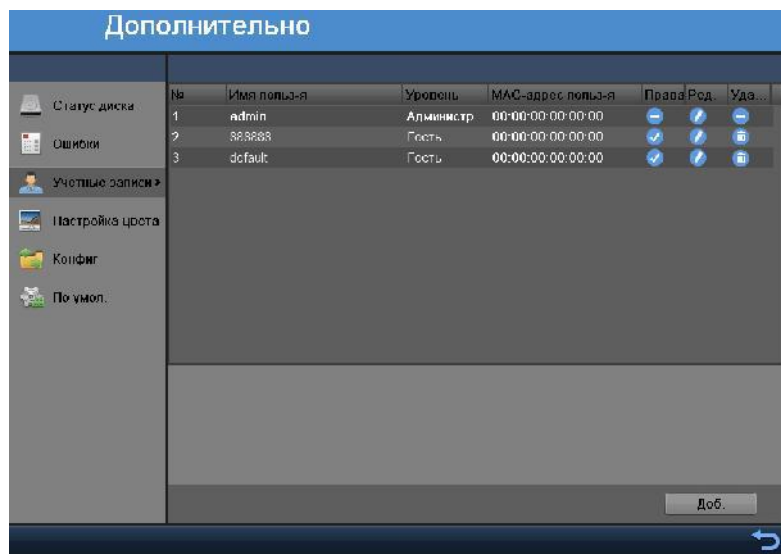 Дополнительно
Статус диска
Ошибки
Учетные записи >
Настройка цвета
Конфиг
По умол.
№ Имя польз-я Уровень MAC-адрес польз-я Права Ред. Уда...
1 admin Администр 00:00:00:00:00:00
2 Гость 00:00:00:00:00:00
3 default Гость 00:00:00:00:00:00
Доб.